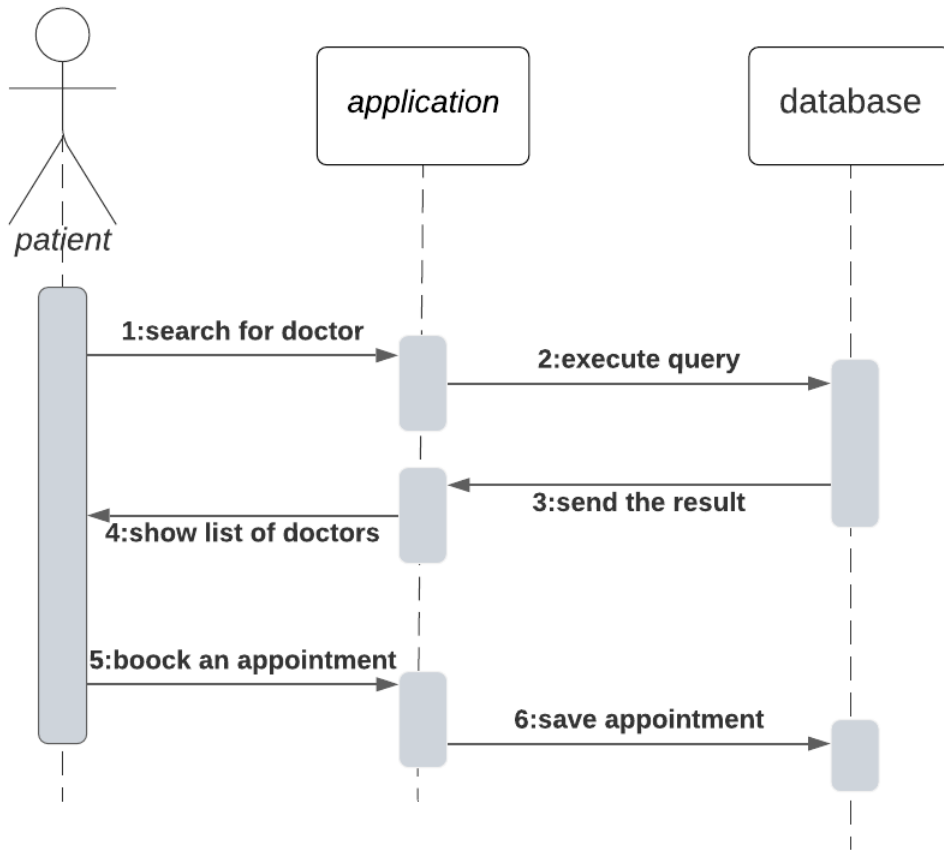 application
database
patient
1:search for doctor
2:execute query
3:send the result
4:show list of doctors
5:boock an appointment
6:save appointment